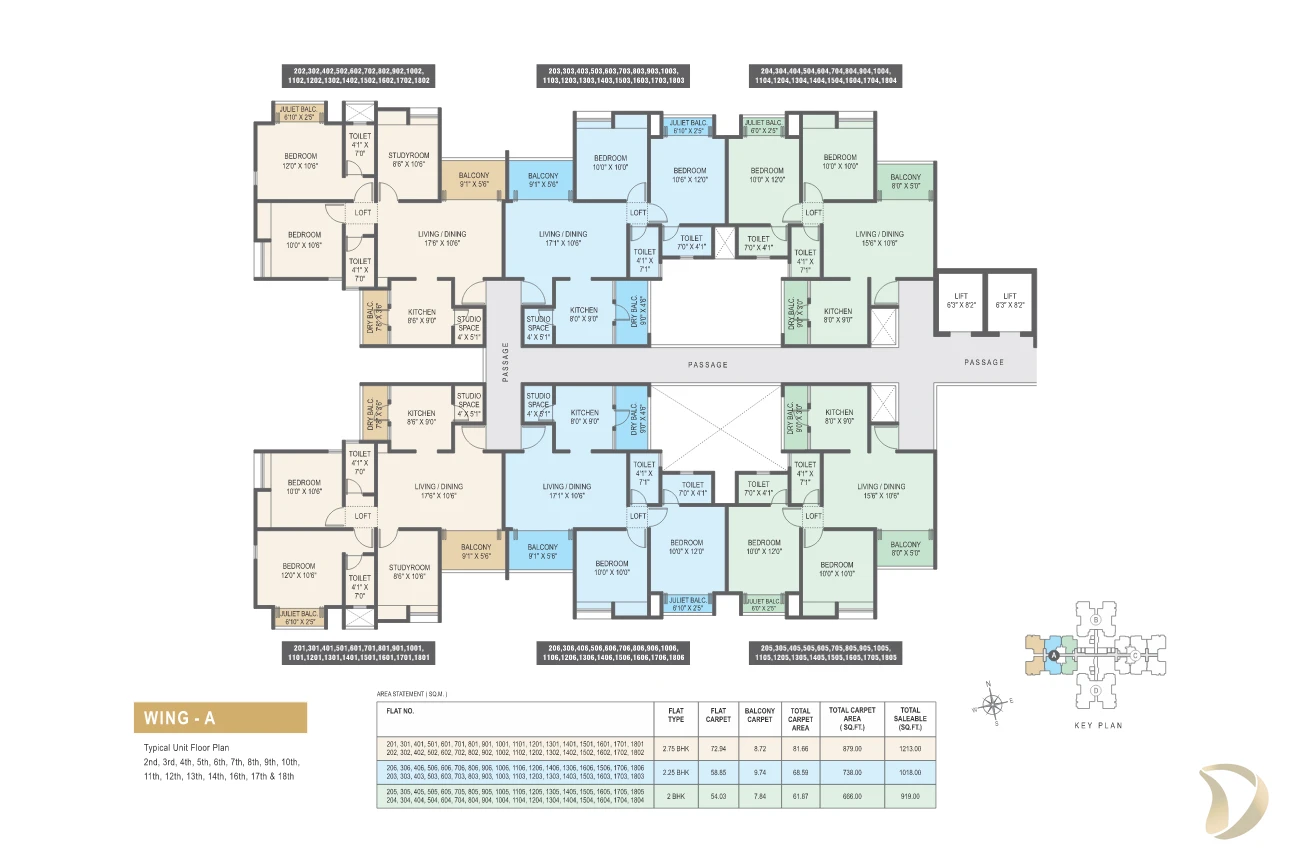 202,302,402,502,602,702,802,902,1002,
1102,1202,1302,1402,1502,1602,1702,1802
203,303,403,503,603,703,803,903,1003,
1103,1203,1303,1403,1503,1603,1703,1803
204,304,404,504,604,704,804,904,1004,
1104,1204,1304,1404,1504,1604,1704,1804
JULIET BALC.
6'10" X 2'5"
BEDROOM
12'0" X 10'6"
TOILET
4'1" X
7'0"
STUDYROOM
8'6" X 10'6"
BALCONY
9'1" X 5'6"
BALCONY
9'1" X 5'6"
BEDROOM
10'0" X 10'0"
JULIET BALC.
6'10" X 2'5"
BEDROOM
10'6" X 12'0"
JULIET BALC.
6'0" X 2'5"
BEDROOM
10'0" X 12'0"
BEDROOM
10'0" X 10'0"
BALCONY
8'0" X 5'0"
BEDROOM
10'0" X 10'6"
LOFT
TOILET
4'1" X
7'0"
LIVING / DINING
17'6" X 10'6"
LIVING / DINING
17'1" X 10'6"
LOFT
TOILET
7'0" X 4'1"
TOILET
4'1" X
7'1"
TOILET
7'0" X 4'1"
LOFT
TOILET
4'1" X
7'1"
LIVING / DINING
15'6" X 10'6"
DRY BALC.
KITCHEN
8'6" X 9'0"
STUDIO
SPACE
4' X 5'1"
STUDIO
SPACE
4' X 5'1"
KITCHEN
8'0" X 9'0"
DRY BALC.
9'0" X 4'6"
DRY BALC.
9'0" X 3'0"
KITCHEN
8'0" X 9'0"
LIFT
6'3" X 8'2"
LIFT
6'3" X 8'2"
PASSAGE
PASSAGE
PASSAGE
DRY BALC.
KITCHEN
8'6" X 9'0"
STUDIO
SPACE
4' X 5'1"
STUDIO
SPACE
4' X 5'1"
KITCHEN
8'0" X 9'0"
DRY BALC.
9'0" X 4'6"
DRY BALC.
9'0" X 3'0"
KITCHEN
8'0" X 9'0"
BEDROOM
10'0" X 10'6"
TOILET
4'1" X
7'0"
LOFT
LIVING / DINING
17'6" X 10'6"
LIVING / DINING
17'1" X 10'6"
TOILET
4'1" X
7'1"
TOILET
7'0" X 4'1"
LOFT
TOILET
7'0" X 4'1"
TOILET
4'1" X
7'1"
LOFT
LIVING / DINING
15'6" X 10'6"
BEDROOM
12'0" X 10'6"
TOILET
4'1" X
7'0"
STUDYROOM
8'6" X 10'6"
BALCONY
9'1" X 5'6"
BALCONY
9'1" X 5'6"
BEDROOM
10'0" X 10'0"
BEDROOM
10'0" X 12'0"
BEDROOM
10'0" X 12'0"
BEDROOM
10'0" X 10'0"
BALCONY
8'0" X 5'0"
JULIET BALC.
6'10" X 2'5"
JULIET BALC.
6'10" X 2'5"
JULIET BALC.
6'0" X 2'5"
201,301,401,501,601,701,801,901,1001,
1101,1201,1301,1401,1501,1601,1701,1801
206,306,406,506,606,706,806,906,1006,
1106,1206,1306,1406,1506,1606,1706,1806
205,305,405,505,605,705,805,905,1005,
1105,1205,1305,1405,1505,1605,1705,1805
WING - A
Typical Unit Floor Plan
2nd, 3rd, 4th, 5th, 6th, 7th, 8th, 9th, 10th,
11th, 12th, 13th, 14th, 16th, 17th & 18th
AREA STATEMENT ( SQ.M. )
FLAT NO. FLAT TYPE FLAT CARPET BALCONY CARPET TOTAL CARPET AREA TOTAL CARPET AREA ( SQ.FT.) TOTAL SALEABLE (SQ.FT.)
201, 301, 401, 501, 601, 701, 801, 901, 1001, 1101, 1201, 1301, 1401, 1501, 1601, 1701, 1801
202, 302, 402, 502, 602, 702, 802, 902, 1002, 1102, 1202, 1302, 1402, 1502, 1602, 1702, 1802
2.75 BHK 72.94 8.72 81.66 879.00 1213.00
206, 306, 406, 506, 606, 706, 806, 906, 1006, 1106, 1206, 1406, 1306, 1606, 1506, 1706, 1806
203, 303, 403, 503, 603, 703, 803, 903, 1003, 1103, 1203, 1303, 1403, 1503, 1603, 1703, 1803
2.25 BHK 58.85 9.74 68.59 738.00 1018.00
205, 305, 405, 505, 605, 705, 805, 905, 1005, 1105, 1205, 1305, 1405, 1505, 1605, 1705, 1805
204, 304, 404, 504, 604, 704, 804, 904, 1004, 1104, 1204, 1304, 1404, 1504, 1604, 1704, 1804
2 BHK 54.03 7.84 61.87 666.00 919.00
N
W E
S
B
A
C
D
KEY PLAN